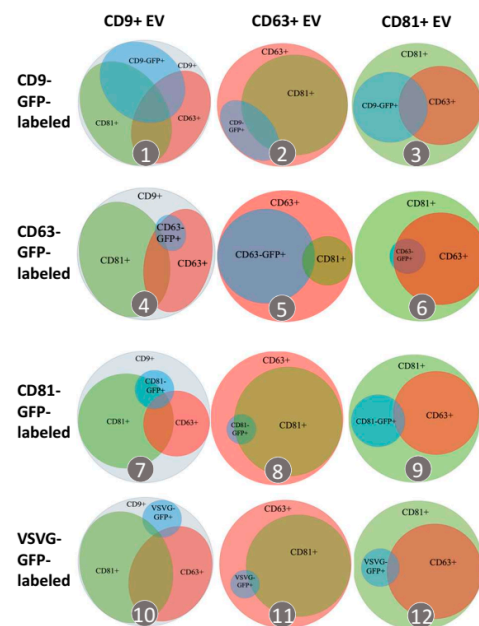 CD9+ EV
CD63+ EV
CD81+ EV
CD9-
GFP-
labeled
CD9-GFP+
CD9+
CD81+
CD63+
1
CD63+
CD81+
CD9-
GFP+
2
CD81+
CD9-GFP+
CD63+
3
CD63-
GFP-
labeled
CD9+
CD63-
GFP+
CD81+
CD63+
4
CD63+
CD63-GFP+
CD81+
5
CD81+
CD63-
GFP+
CD63+
6
CD81-
GFP-
labeled
CD9+
CD81-
GFP+
CD81+
CD63+
7
CD63+
CD81-
GFP+
CD81+
8
CD81+
CD81-GFP+
CD63+
9
VSVG-
GFP-
labeled
CD9+
VSVG-
GFP+
CD81+
CD63+
10
CD63+
CD81+
VSVG-
GFP+
11
CD81+
VSVG-
GFP+
CD63+
12